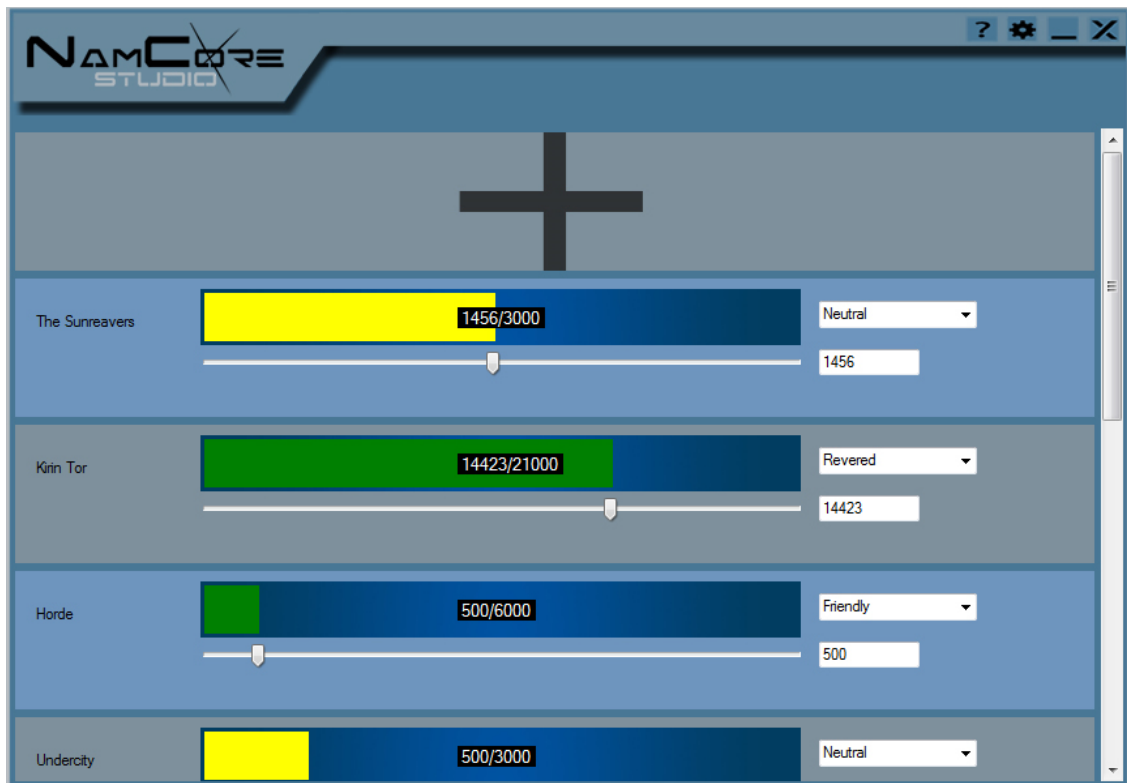 NAMCORE
STUDIO
?
The Sunreavers
1456/3000
Neutral
1456
Kirin Tor
14423/21000
Revered
14423
Horde
500/6000
Friendly
500
Undercity
500/3000
Neutral